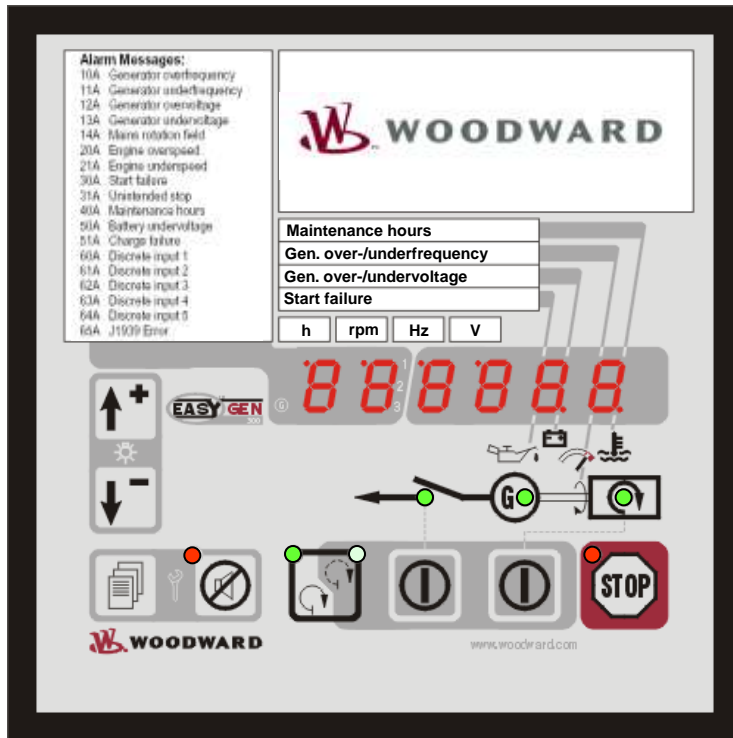 Alarm Messages:
10A Generator overfrequency
11A Generator underfrequency
12A Generator overvoltage
13A Generator undervoltage
14A Mains rotation field
20A Engine overspeed
21A Engine underspeed
30A Start failure
31A Unintended stop
40A Maintenance hours
50A Battery undervoltage
51A Charge failure
60A Discrete input 1
61A Discrete input 2
62A Discrete input 3
63A Discrete input 4
64A Discrete input 5
65A J1939 Error
W WOODWARD
Maintenance hours
Gen. over-/underfrequency
Gen. over-/undervoltage
Start failure
h rpm Hz V
1
2
3
88 8888
EASY GEN
300
G
G
STOP
W WOODWARD
www.woodward.com